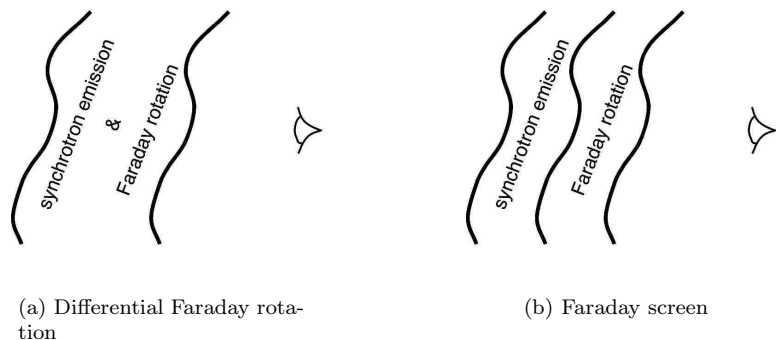 synchrotron emission
&
Faraday rotation
synchrotron emission
Faraday rotation
(a) Differential Faraday rota-
tion
(b) Faraday screen